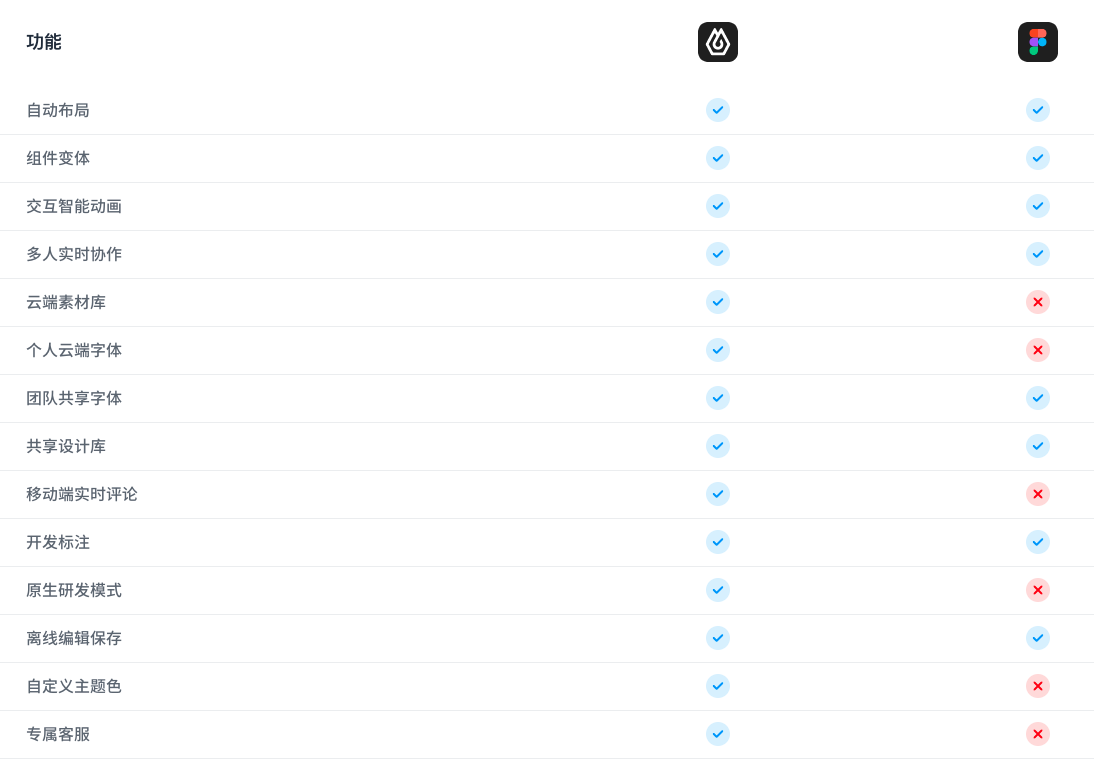 功能
自动布局
组件变体
交互智能动画
多人实时协作
云端素材库
个人云端字体
团队共享字体
共享设计库
移动端实时评论
开发标注
原生研发模式
离线编辑保存
自定义主题色
专属客服